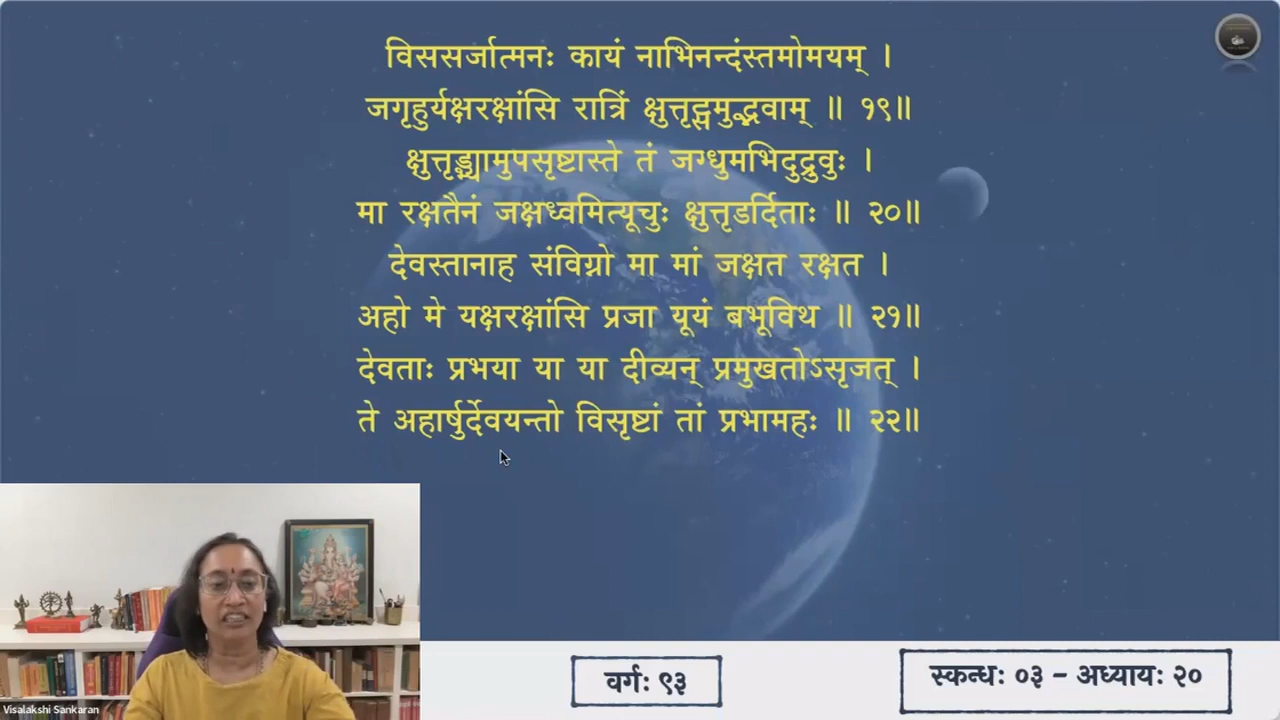 विससर्जात्मनः कायं नाभिनन्दंस्तमोमयम् ।
जगृहुर्यक्षरक्षांसि रात्रिं क्षुत्तृट्समुद्भवाम् ॥ १९॥
क्षुत्तृड्भ्यामुपसृष्टास्ते तं जग्धुमभिदुद्रुवुः ।
मा रक्षतैनं जक्षध्वमित्यूचुः क्षुत्तृडर्दिताः ॥ २०॥
देवस्तानाह संविग्नो मा मां जक्षत रक्षत ।
अहो मे यक्षरक्षांसि प्रजा यूयं बभूविथ ॥ २१॥
देवताः प्रभया या या दीव्यन् प्रमुखतोऽसृजत् ।
ते अहार्षुर्देवयन्तो विसृष्टां तां प्रभामहः ॥ २२॥
Visalakshi Sankaran
वर्गः ९३
स्कन्धः ०३ - अध्यायः २०